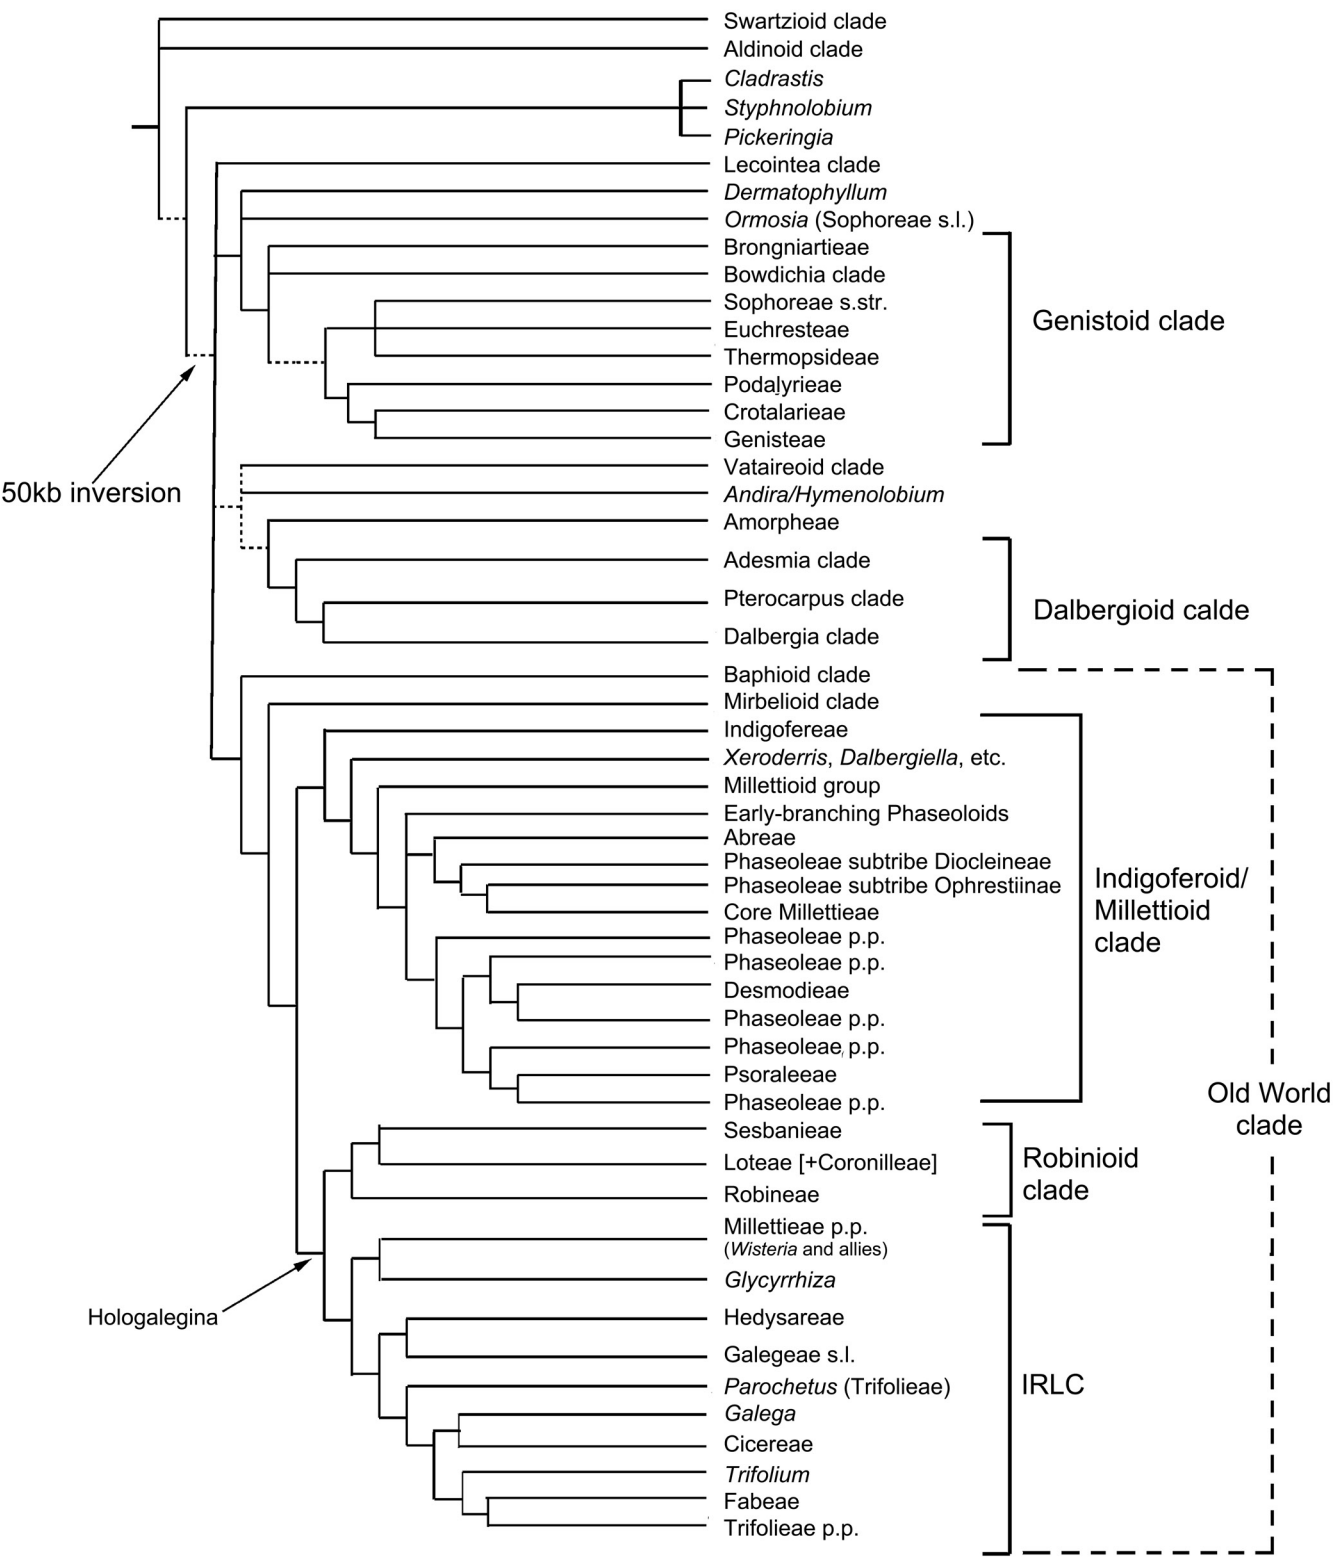 Swartzioid clade
Aldinoid clade
Cladrastis
Styphnolobium
Pickeringia
Lecointea clade
Dermatophyllum
Ormosia (Sophoreae s.l.)
Brongniartieae
Bowdichia clade
Sophoreae s.str.
Euchresteae
Thermopsideae
Podalyrieae
Crotalarieae
Genisteae
Genistoid clade
50kb inversion
Vataireoid clade
Andira/Hymenolobium
Amorpheae
Adesmia clade
Pterocarpus clade
Dalbergia clade
Dalbergioid calde
Baphioid clade
Mirbelioid clade
Indigofereae
Xeroderris, Dalbergiella, etc.
Millettioid group
Early-branching Phaseoloids
Abreae
Phaseoleae subtribe Diocleineae
Phaseoleae subtribe Ophrestiinae
Core Millettieae
Phaseoleae p.p.
Phaseoleae p.p.
Desmodieae
Phaseoleae p.p.
Phaseoleae p.p.
Psoraleeae
Phaseoleae p.p.
Indigoferoid/
Millettioid
clade
Old World
clade
Sesbanieae
Loteae [+Coronilleae]
Robineae
Robinioid
clade
Millettieae p.p.
(Wisteria and allies)
Glycyrrhiza
Hologalegina
Hedysareae
Galegeae s.l.
Parochetus (Trifolieae)
Galega
Cicereae
Trifolium
Fabeae
Trifolieae p.p.
IRLC